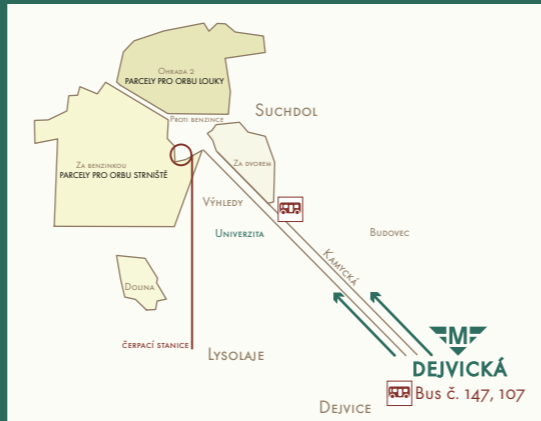 Ohrada 2
PARCELY PRO ORBU LOUKY
Proti benzince
Suchdol
Za benzinkou
PARCELY PRO ORBU STRNIŠTĚ
Za dvorem
Výhledy
Univerzita
Budovec
Kamycká
Dolina
čerpací stanice
Lysolaje
M
DEJVICKÁ
Bus č. 147, 107
Dejvice